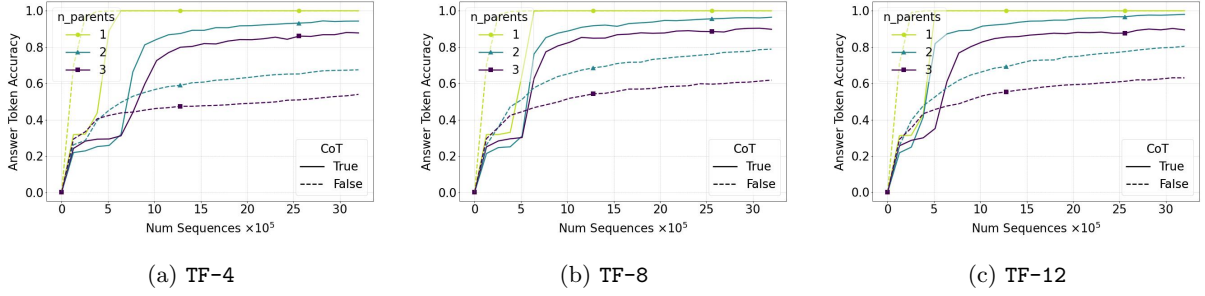 Answer Token Accuracy
1.0
0.8
0.6
0.4
0.2
0.0
n_parents
1
2
3
CoT
True
False
0 5 10 15 20 25 30
Num Sequences ×10⁵
(a) TF-4
Answer Token Accuracy
1.0
0.8
0.6
0.4
0.2
0.0
n_parents
1
2
3
CoT
True
False
0 5 10 15 20 25 30
Num Sequences ×10⁵
(b) TF-8
Answer Token Accuracy
1.0
0.8
0.6
0.4
0.2
0.0
n_parents
1
2
3
CoT
True
False
0 5 10 15 20 25 30
Num Sequences ×10⁵
(c) TF-12